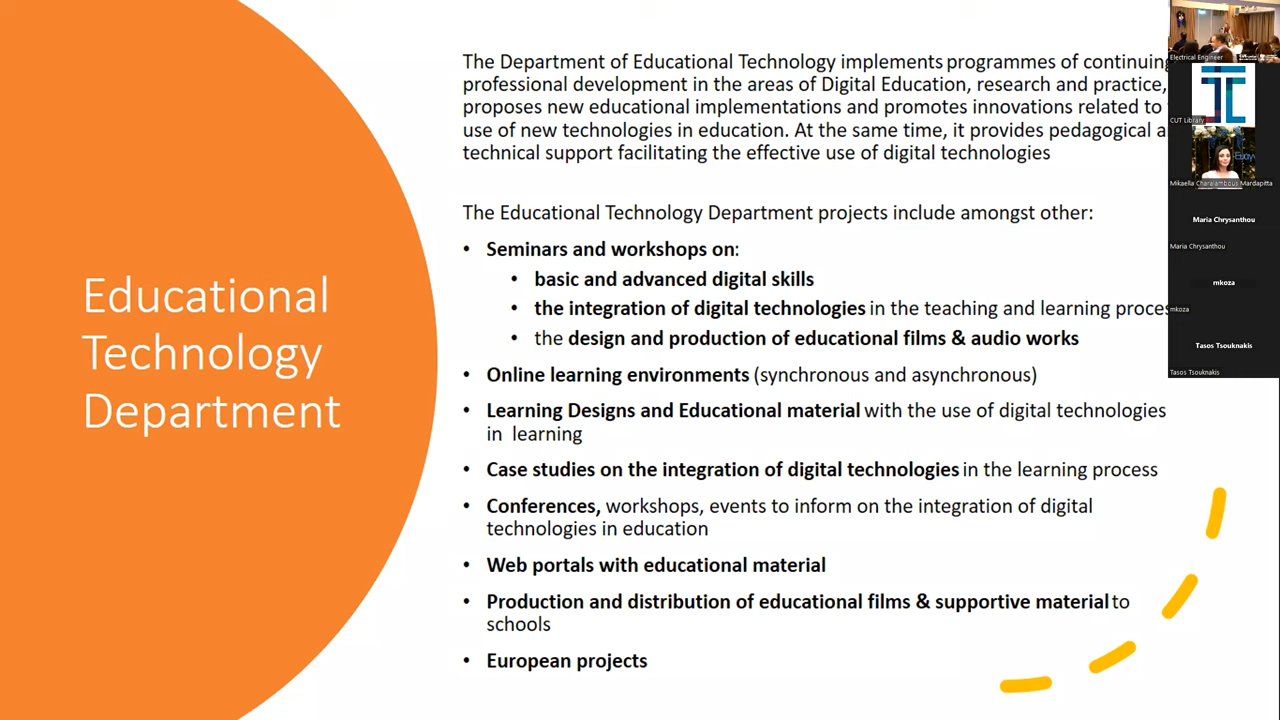 Educational
Technology
Department
The Department of Educational Technology implements programmes of continuing
professional development in the areas of Digital Education, research and practice,
proposes new educational implementations and promotes innovations related to
use of new technologies in education. At the same time, it provides pedagogical a
technical support facilitating the effective use of digital technologies
The Educational Technology Department projects include amongst other:
• Seminars and workshops on:
• basic and advanced digital skills
• the integration of digital technologies in the teaching and learning proces
• the design and production of educational films & audio works
• Online learning environments (synchronous and asynchronous)
• Learning Designs and Educational material with the use of digital technologies
in learning
• Case studies on the integration of digital technologies in the learning process
• Conferences, workshops, events to inform on the integration of digital
technologies in education
• Web portals with educational material
• Production and distribution of educational films & supportive material to
schools
• European projects
Electrical Engineer
CUT Library
Mikaella Charalambous Mardapitta
Maria Chrysanthou
Maria Chrysanthou
mkoza
mkoza
Tasos Tsouknakis
Tasos Tsouknakis